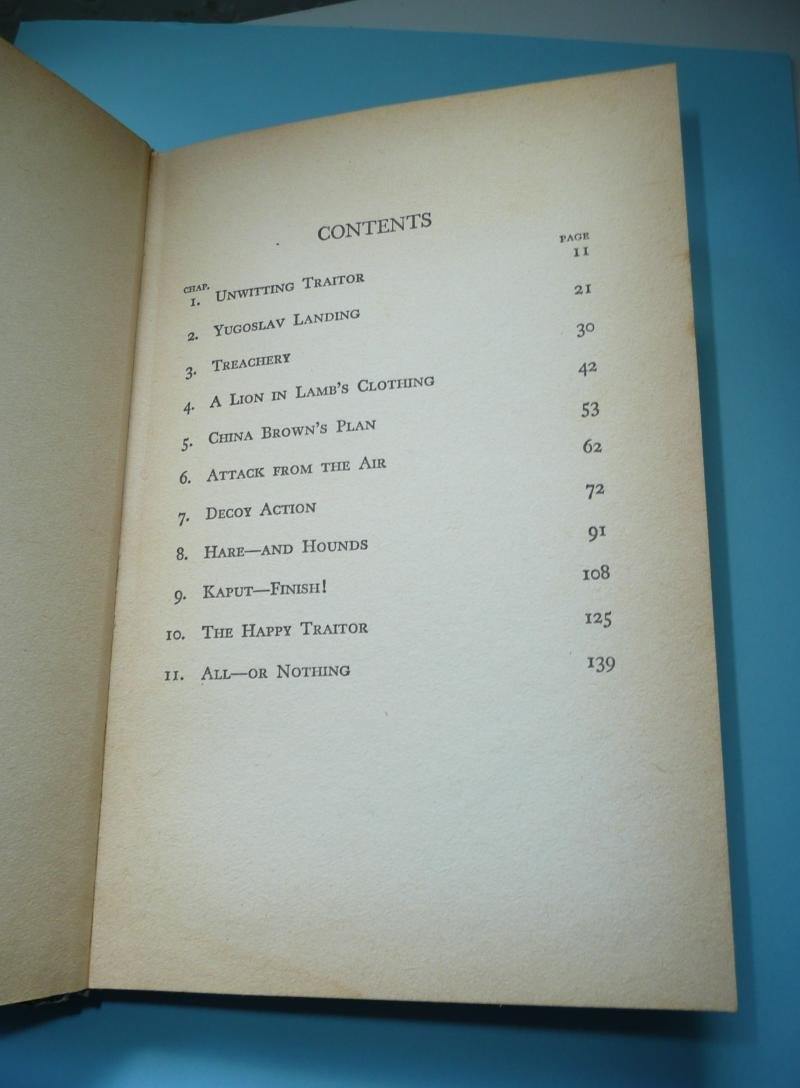 CONTENTS
CHAP. PAGE
1. Unwitting Traitor 11
2. Yugoslav Landing 21
3. Treachery 30
4. A Lion in Lamb's Clothing 42
5. China Brown's Plan 53
6. Attack from the Air 62
7. Decoy Action 72
8. Hare—and Hounds 91
9. Kaput—Finish! 108
10. The Happy Traitor 125
11. All—or Nothing 139